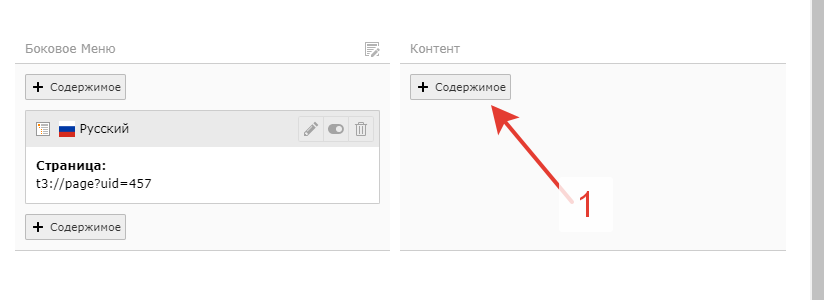 Боковое Меню
Контент
Содержимое
Содержимое
Русский
Страница:
t3://page?uid=457
Содержимое
1